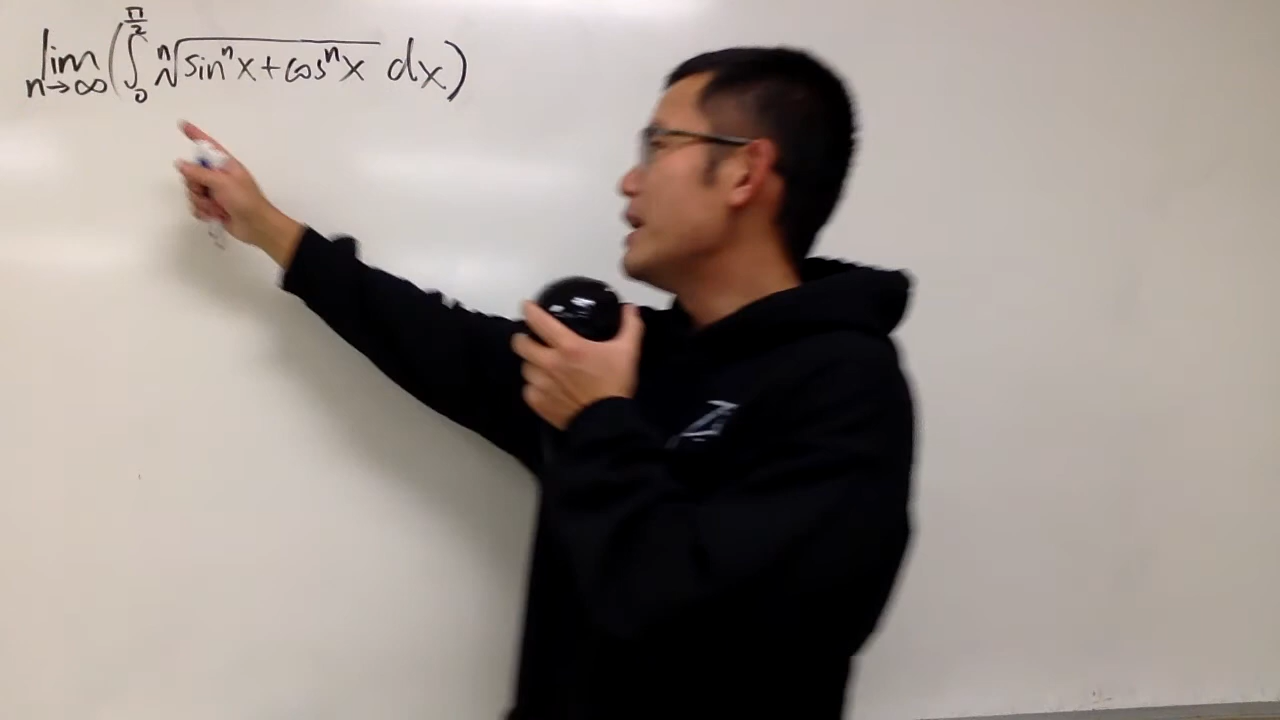 lim n→∞ (∫₀^(π/2) ⁿ√(sinⁿx+cosⁿx) dx)